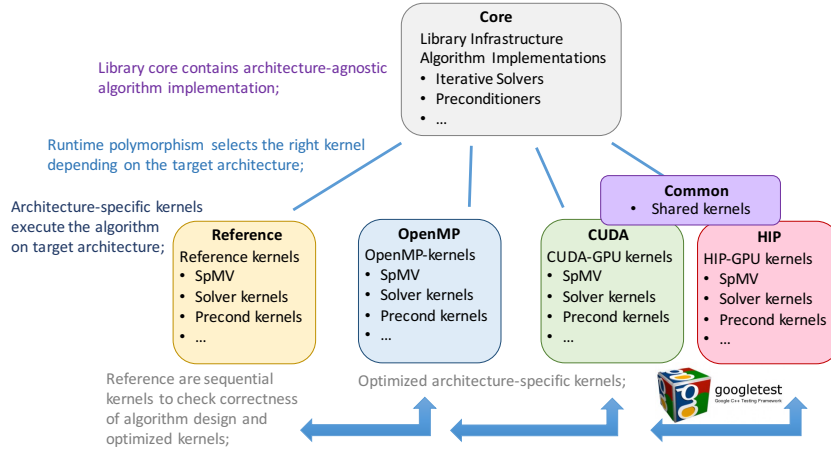 Core
Library Infrastructure
Algorithm Implementations
• Iterative Solvers
• Preconditioners
• ...
Library core contains architecture-agnostic
algorithm implementation;
Runtime polymorphism selects the right kernel
depending on the target architecture;
Architecture-specific kernels
execute the algorithm
on target architecture;
Common
• Shared kernels
Reference
Reference kernels
• SpMV
• Solver kernels
• Precond kernels
• ...
OpenMP
OpenMP-kernels
• SpMV
• Solver kernels
• Precond kernels
• ...
CUDA
CUDA-GPU kernels
• SpMV
• Solver kernels
• Precond kernels
• ...
HIP
HIP-GPU kernels
• SpMV
• Solver kernels
• Precond kernels
• ...
Reference are sequential
kernels to check correctness
of algorithm design and
optimized kernels;
Optimized architecture-specific kernels;
googletest
Google C++ Testing Framework